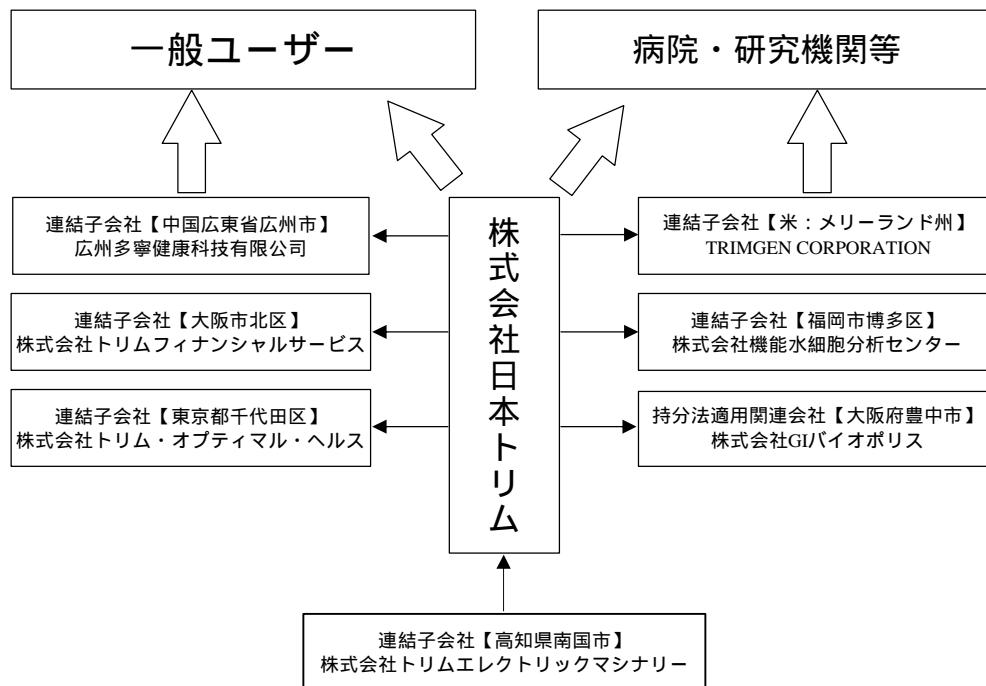 一般ユーザー
病院・研究機関等
連結子会社【中国広東省広州市】
広州多寧健康科技有限公司
連結子会社【大阪市北区】
株式会社トリムフィナンシャルサービス
連結子会社【東京都千代田区】
株式会社トリム・オプティマル・ヘルス
株式会社日本トリム
連結子会社【米：メリーランド州】
TRIMGEN CORPORATION
連結子会社【福岡市博多区】
株式会社機能水細胞分析センター
持分法適用関連会社【大阪府豊中市】
株式会社GIバイオポリス
連結子会社【高知県南国市】
株式会社トリムエレクトリックマシナリー